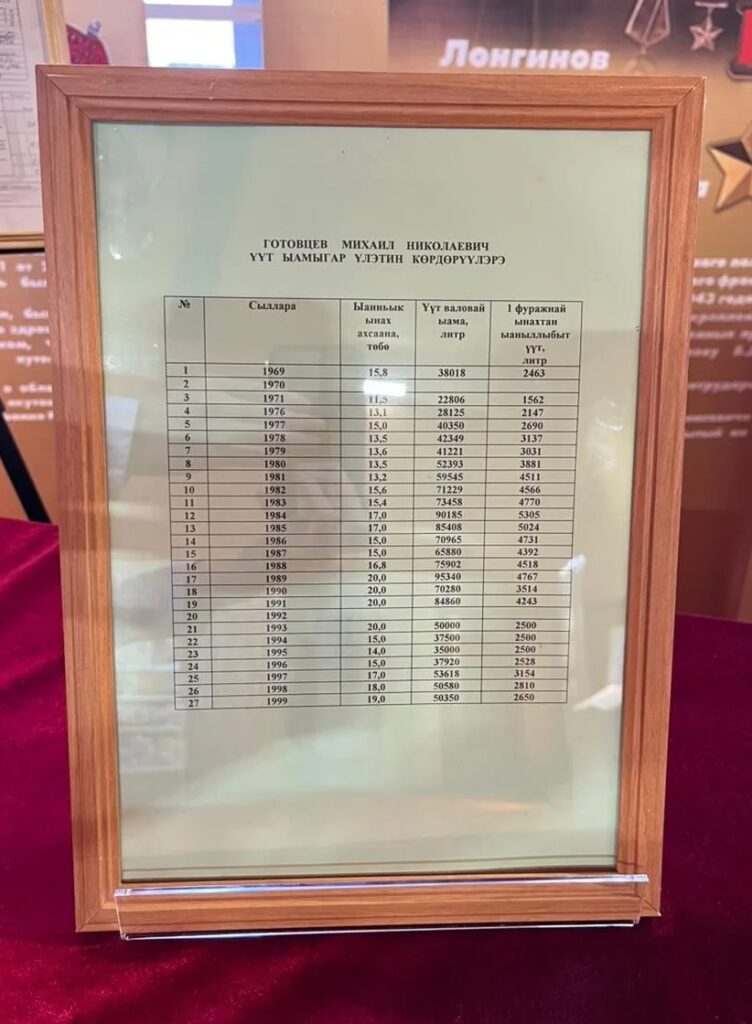 Лонгинов
ГОТОВЦЕВ МИХАИЛ НИКОЛАЕВИЧ
ҮҮТ ЫАМЫГАР ҮЛЭТИН КӨРДӨРҮҮЛЭРЭ
№ Сыллара Ыанньык ынах ахсаана, төбө Үүт валовай ыама, литр 1 фуражнай ынахтан ыаныллыбыт үүт, литр
1 1969 15,8 38018 2463
2 1970
3 1971 11,5 22806 1562
4 1976 13,1 28125 2147
5 1977 15,0 40350 2690
6 1978 13,5 42349 3137
7 1979 13,6 41221 3031
8 1980 13,5 52393 3881
9 1981 13,2 59545 4511
10 1982 15,6 71229 4566
11 1983 15,4 73458 4770
12 1984 17,0 90185 5305
13 1985 17,0 85408 5024
14 1986 15,0 70965 4731
15 1987 15,0 65880 4392
16 1988 16,8 75902 4518
17 1989 20,0 95340 4767
18 1990 20,0 70280 3514
19 1991 20,0 84860 4243
20 1992
21 1993 20,0 50000 2500
22 1994 15,0 37500 2500
23 1995 14,0 35000 2500
24 1996 15,0 37920 2528
25 1997 17,0 53618 3154
26 1998 18,0 50580 2810
27 1999 19,0 50350 2650